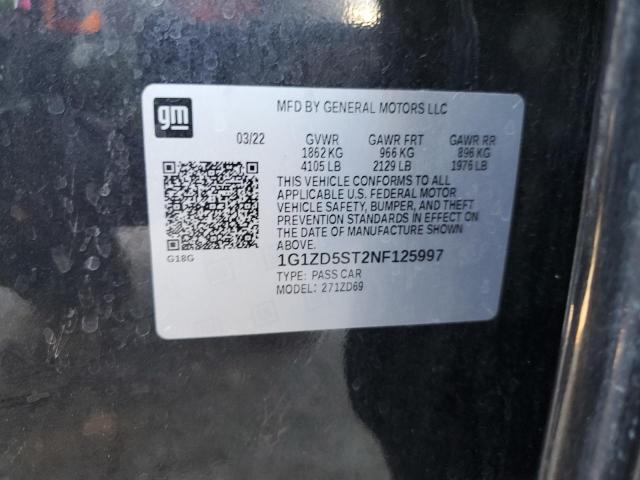 gm
MFD BY GENERAL MOTORS LLC
03/22 GVWR GAWR FRT GAWR RR
1862 KG 966 KG 896 KG
4105 LB 2129 LB 1976 LB
THIS VEHICLE CONFORMS TO ALL
APPLICABLE U.S. FEDERAL MOTOR
VEHICLE SAFETY, BUMPER, AND THEFT
PREVENTION STANDARDS IN EFFECT ON
THE DATE OF MANUFACTURE SHOWN
ABOVE.
G18G
1G1ZD5ST2NF125997
TYPE: PASS CAR
MODEL: 271ZD69